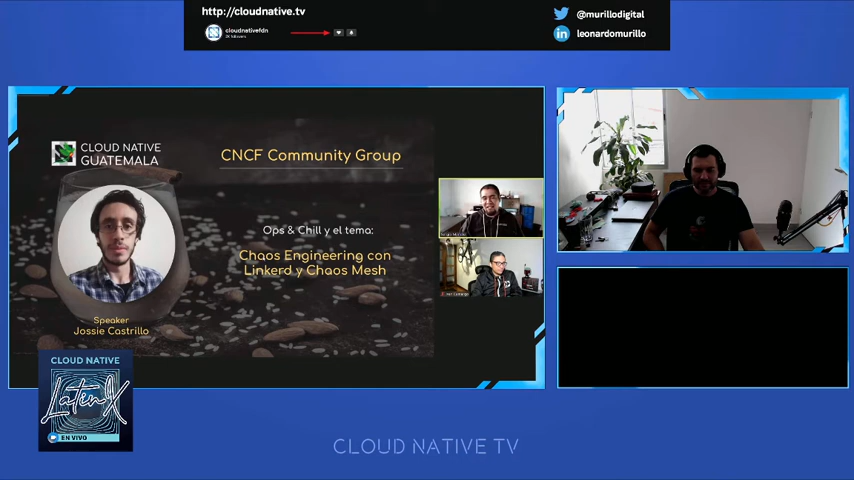 http://cloudnative.tv
cloudnativefdn
@murillodigital
leonardomurillo
CLOUD NATIVE
GUATEMALA
CNCF Community Group
Ops & Chill y el tema:
Chaos Engineering con
Linkerd y Chaos Mesh
Speaker
Jossie Castrillo
CLOUD NATIVE
LatinX
EN VIVO
CLOUD NATIVE TV